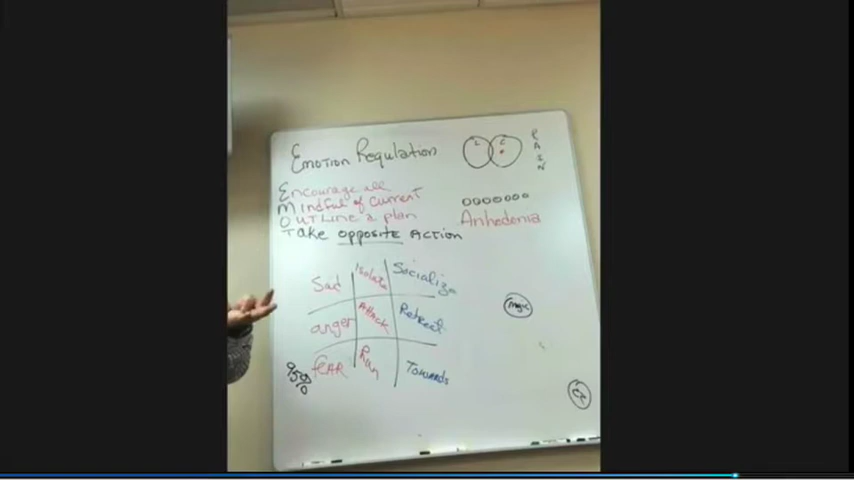 Emotion Regulation
L C
R
A
I
N
Encourage all
Mindful of current
OUTLine a plan
Take opposite Action
Anhedonia
Sad Isolate Socialize
anger Attack Retreat
fEAR Run Towards
95%